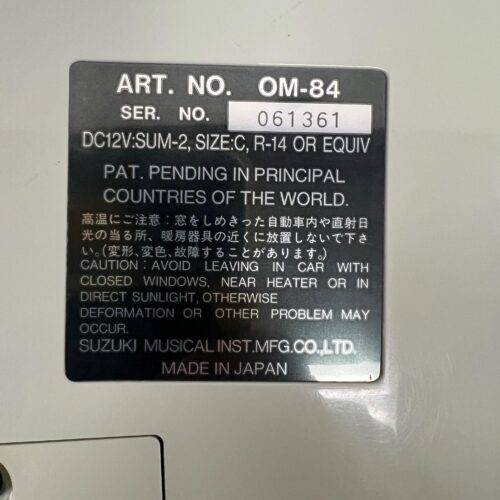 ART. NO. OM-84
SER. NO. 061361
DC12V:SUM-2, SIZE:C, R-14 OR EQUIV
PAT. PENDING IN PRINCIPAL
COUNTRIES OF THE WORLD.
高温にご注意：窓をしめきった自動車内や直射日
光の当る所、暖房器具の近くに放置しないで下さ
い。(変形、変色、故障することがあります。)
CAUTION: AVOID LEAVING IN CAR WITH
CLOSED WINDOWS, NEAR HEATER OR IN
DIRECT SUNLIGHT, OTHERWISE
DEFORMATION OR OTHER PROBLEM MAY
OCCUR.
SUZUKI MUSICAL INST.MFG.CO.,LTD.
MADE IN JAPAN